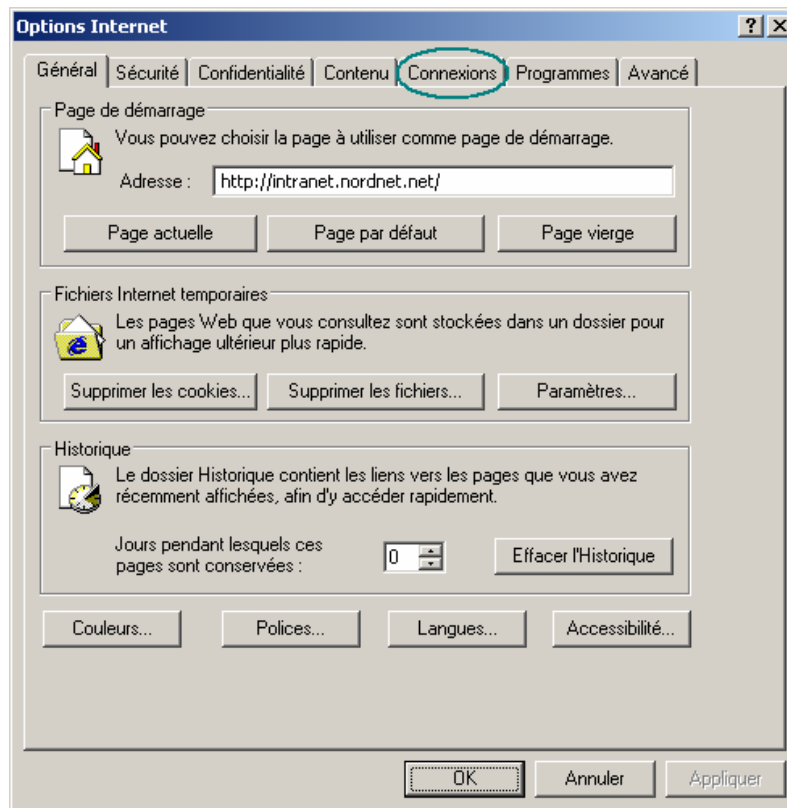 Options Internet
Général Sécurité Confidentialité Contenu Connexions Programmes Avancé
Page de démarrage
Vous pouvez choisir la page à utiliser comme page de démarrage.
Adresse : http://intranet.nordnet.net/
Page actuelle Page par défaut Page vierge
Fichiers Internet temporaires
Les pages Web que vous consultez sont stockées dans un dossier pour
un affichage ultérieur plus rapide.
Supprimer les cookies... Supprimer les fichiers... Paramètres...
Historique
Le dossier Historique contient les liens vers les pages que vous avez
récemment affichées, afin d'y accéder rapidement.
Jours pendant lesquels ces
pages sont conservées : 0 Effacer l'Historique
Couleurs... Polices... Langues... Accessibilité...
OK Annuler Appliquer